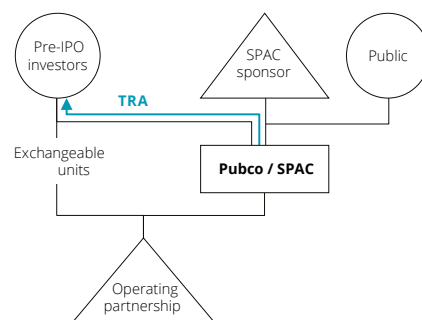 Pre-IPO
investors
SPAC
sponsor
Public
TRA
Exchangeable
units
Pubco / SPAC
Operating
partnership